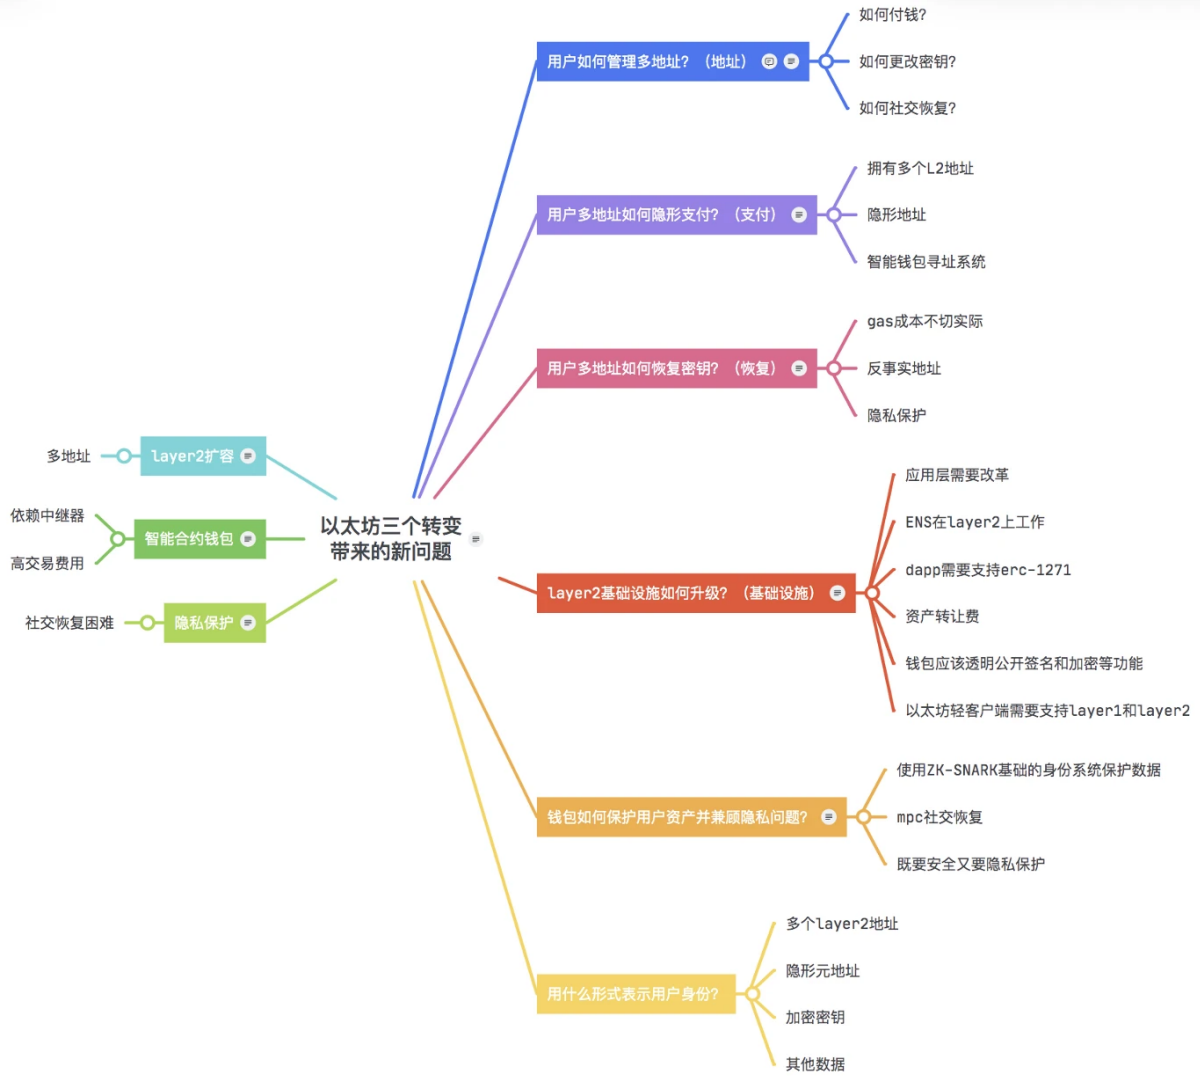 如何付钱?
用户如何管理多地址？（地址）
如何更改密钥?
如何社交恢复?
拥有多个L2地址
用户多地址如何隐形支付？（支付）
隐形地址
智能钱包寻址系统
gas成本不切实际
用户多地址如何恢复密钥？（恢复）
反事实地址
隐私保护
多地址
layer2扩容
依赖中继器
智能合约钱包
高交易费用
社交恢复困难
隐私保护
以太坊三个转变
带来的新问题
应用层需要改革
ENS在layer2上工作
dapp需要支持erc-1271
layer2基础设施如何升级？（基础设施）
资产转让费
钱包应该透明公开签名和加密等功能
以太坊轻客户端需要支持layer1和layer2
使用ZK-SNARK基础的身份系统保护数据
钱包如何保护用户资产并兼顾隐私问题？
mpc社交恢复
既要安全又要隐私保护
多个layer2地址
隐形元地址
用什么形式表示用户身份？
加密密钥
其他数据